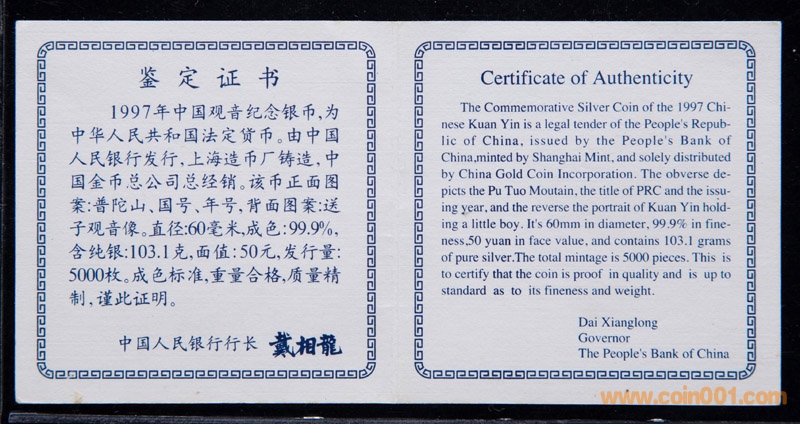 鉴定证书
1997年中国观音纪念银币,为
中华人民共和国法定货币。由中国
人民银行发行,上海造币厂铸造,中
国金币总公司总经销。该币正面图
案:普陀山、国号、年号,背面图案:送
子观音像。直径:60毫米,成色:99.9%,
含纯银:103.1克,面值:50元,发行量:
5000枚。成色标准,重量合格,质量精
制,谨此证明。
中国人民银行行长 戴相龍
Certificate of Authenticity
The Commemorative Silver Coin of the 1997 Chi-
nese Kuan Yin is a legal tender of the People's Repub-
lic of China, issued by the People's Bank of
China,minted by Shanghai Mint, and solely distributed
by China Gold Coin Incorporation. The obverse de-
picts the Pu Tuo Moutain, the title of PRC and the issu-
ing year, and the reverse the portrait of Kuan Yin hold-
ing a little boy. It's 60mm in diameter, 99.9% in fine-
ness,50 yuan in face value, and contains 103.1 grams
of pure silver.The total mintage is 5000 pieces. This is
to certify that the coin is proof in quality and is up to
standard as to its fineness and weight.
Dai Xianglong
Governor
The People's Bank of China
www.coin001.com